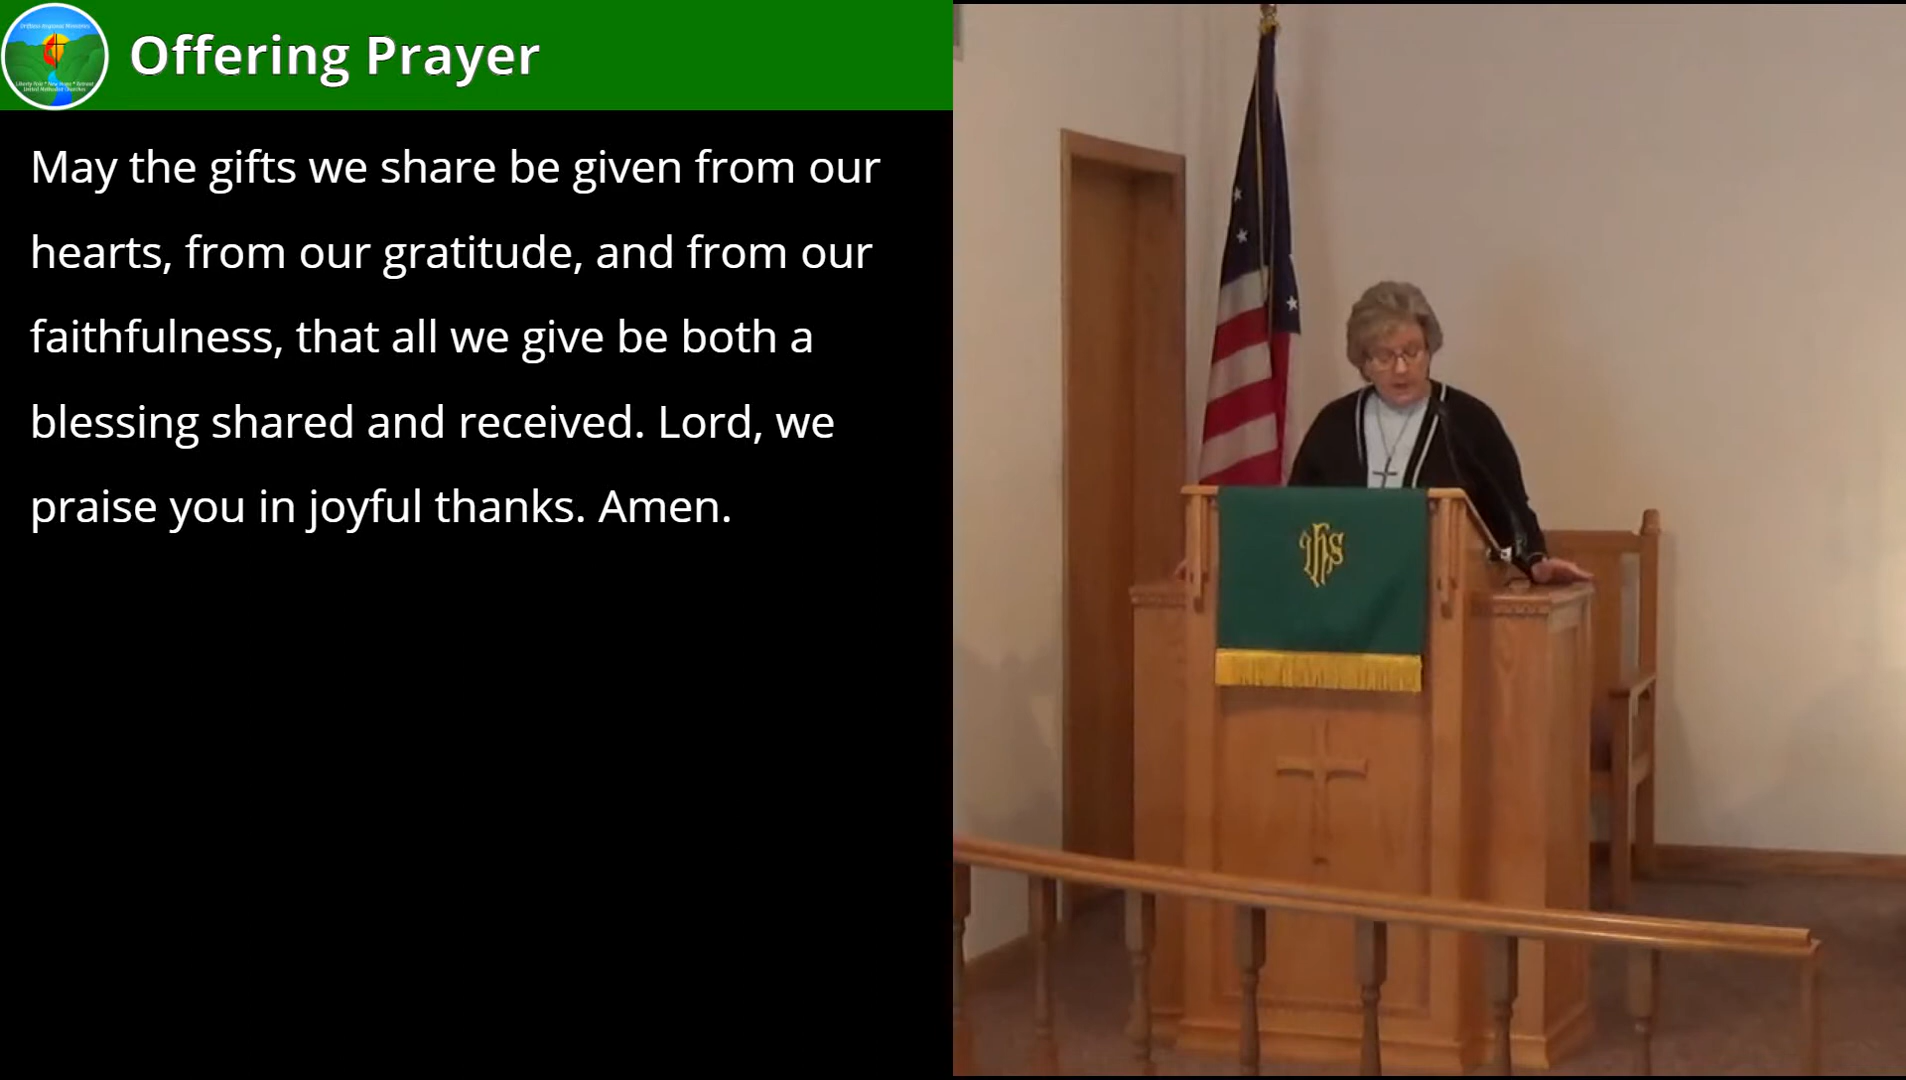 Offering Prayer
May the gifts we share be given from our
hearts, from our gratitude, and from our
faithfulness, that all we give be both a
blessing shared and received. Lord, we
praise you in joyful thanks. Amen.
IHS